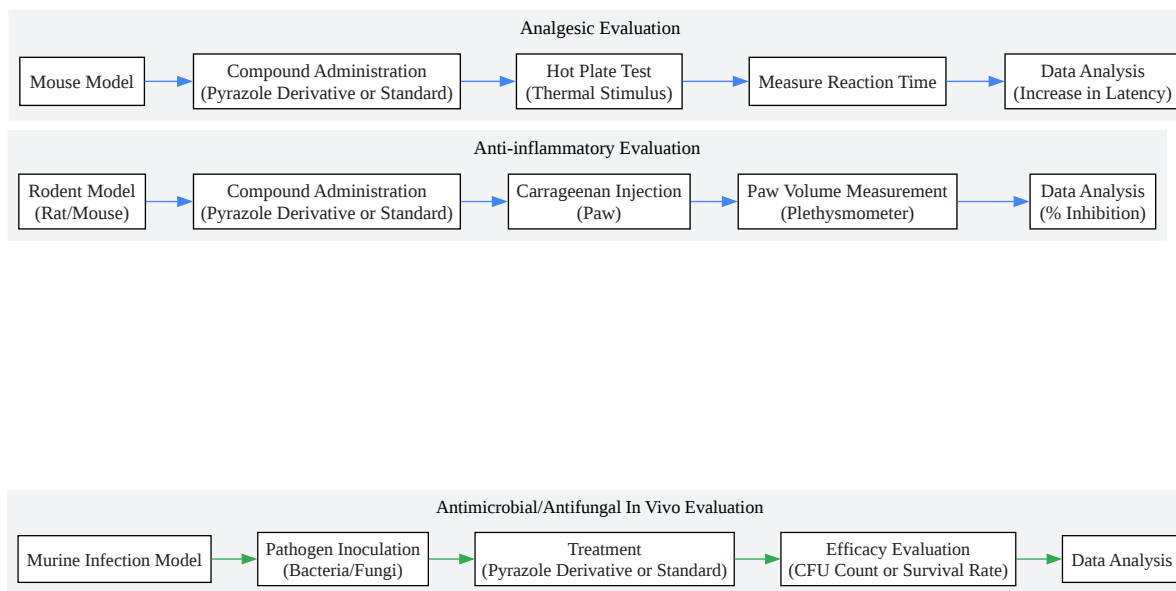 Analgesic Evaluation
Mouse Model
Compound Administration
(Pyrazole Derivative or Standard)
Hot Plate Test
(Thermal Stimulus)
Measure Reaction Time
Data Analysis
(Increase in Latency)
Anti-inflammatory Evaluation
Rodent Model
(Rat/Mouse)
Compound Administration
(Pyrazole Derivative or Standard)
Carrageenan Injection
(Paw)
Paw Volume Measurement
(Plethysmometer)
Data Analysis
(% Inhibition)
Antimicrobial/Antifungal In Vivo Evaluation
Murine Infection Model
Pathogen Inoculation
(Bacteria/Fungi)
Treatment
(Pyrazole Derivative or Standard)
Efficacy Evaluation
(CFU Count or Survival Rate)
Data Analysis